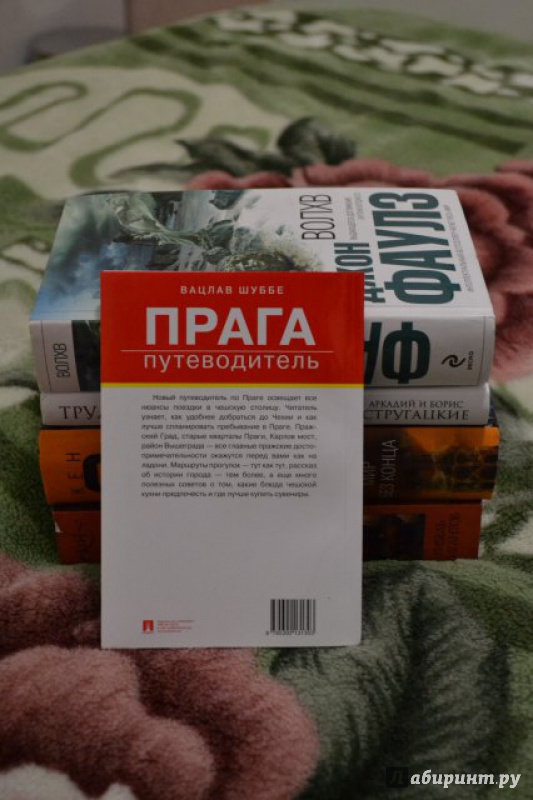 ВОЛХВ
ДЖОН
ФАУЛЗ
ВОЛХВ
ЭКСМО
АРКАДИЙ И БОРИС
СТРУГАЦКИЕ
ТРУ
КЕН
МИР
БЕЗ КОНЦА
ВАЦЛАВ ШУББЕ
ПРАГА
путеводитель
Новый путеводитель по Праге освещает все
нюансы поездки в чешскую столицу. Читатель
узнает, как удобнее добраться до Чехии и как
лучше спланировать пребывание в Праге. Праж-
ский Град, старые кварталы Праги, Карлов мост,
район Вышеграда — все главные пражские досто-
примечательности окажутся перед вами как на
ладони. Маршруты прогулок — тут как тут, рассказ
об истории города — тем более, а еще много
полезных советов о том, какие блюда чешской
кухни предпочесть и где лучше купить сувениры.
Лабиринт.ру